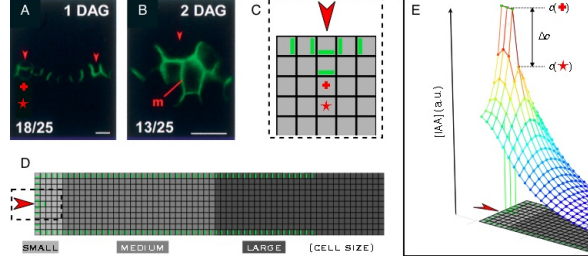 A
1 DAG
18/25
B
2 DAG
m
13/25
C
D
SMALL
MEDIUM
LARGE
(CELL SIZE)
E
[IAA] (a.u.)
c(✚)
Δc
c(★)